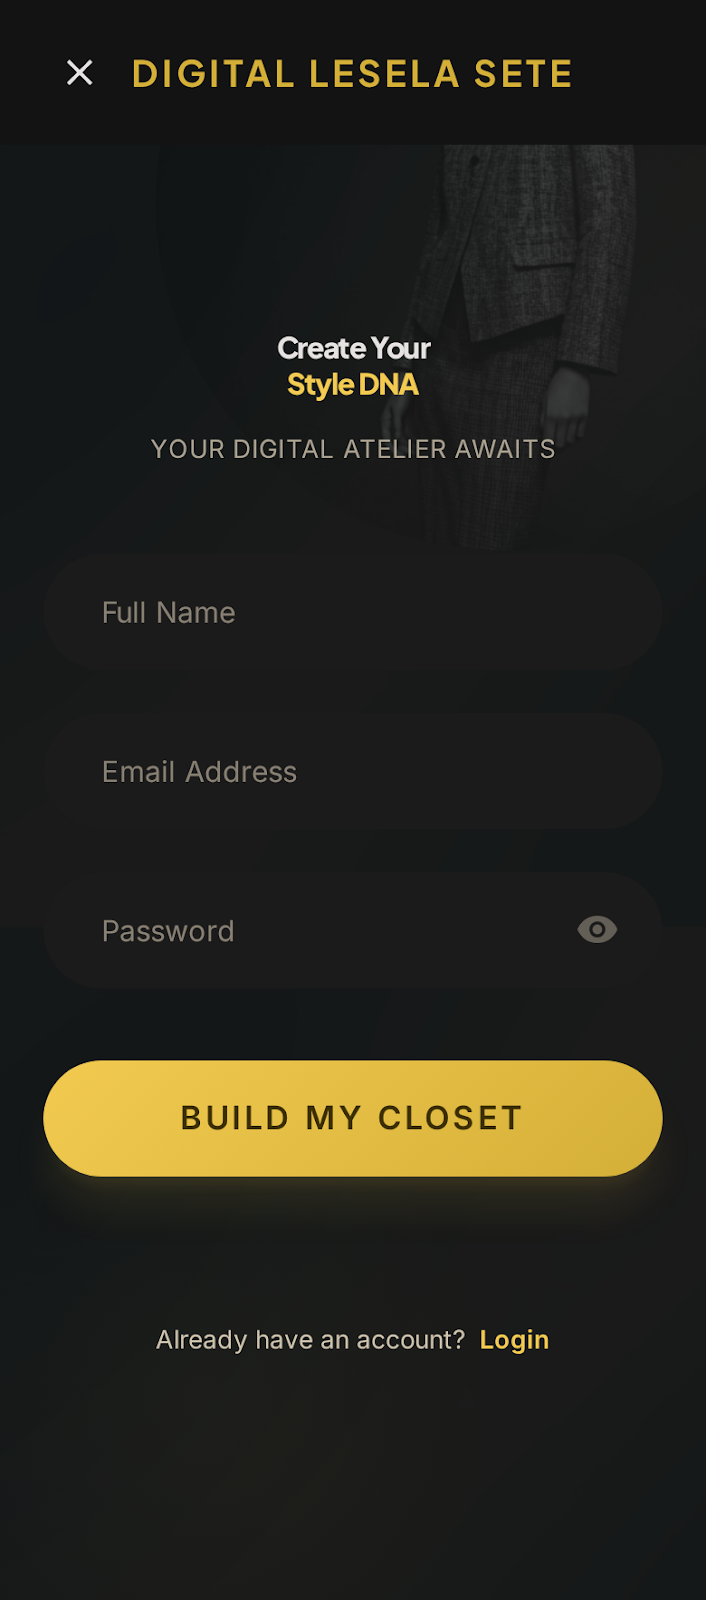 DIGITAL LESELA SETE
Create Your
Style DNA
YOUR DIGITAL ATELIER AWAITS
Full Name
Email Address
Password
BUILD MY CLOSET
Already have an account? Login